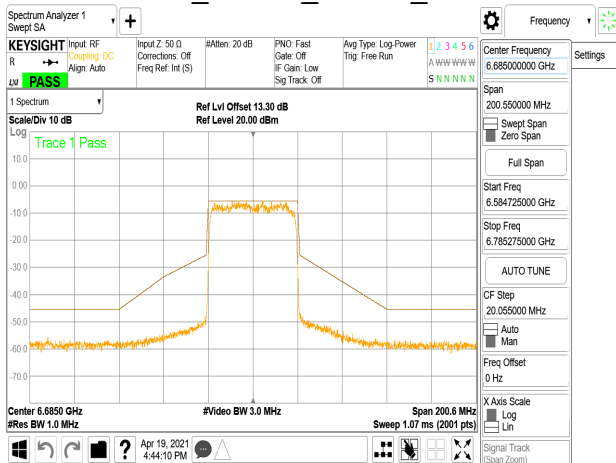 Spectrum Analyzer 1
Swept SA
+
Frequency
KEYSIGHT
R
LXI
PASS
Input: RF
Coupling: DC
Align: Auto
Input Z: 50 Ω
Corrections: Off
Freq Ref: Int (S)
#Atten: 20 dB
PNO: Fast
Gate: Off
IF Gain: Low
Sig Track: Off
Avg Type: Log-Power
Trig: Free Run
1 2 3 4 5 6
A W W W W W
S N N N N N
1 Spectrum
Scale/Div 10 dB
Ref Lvl Offset 13.30 dB
Ref Level 20.00 dBm
Log
Trace 1 Pass
10.0
0.00
-10.0
-20.0
-30.0
-40.0
-50.0
-60.0
-70.0
Center 6.6850 GHz
#Video BW 3.0 MHz
Span 200.6 MHz
#Res BW 1.0 MHz
Sweep 1.07 ms (2001 pts)
?
Apr 19, 2021
4:44:10 PM
Center Frequency
6.685000000 GHz
Settings
Span
200.550000 MHz
Swept Span
Zero Span
Full Span
Start Freq
6.584725000 GHz
Stop Freq
6.785275000 GHz
AUTO TUNE
CF Step
20.055000 MHz
Auto
Man
Freq Offset
0 Hz
X Axis Scale
Log
Lin
Signal Track
(Span Zoom)